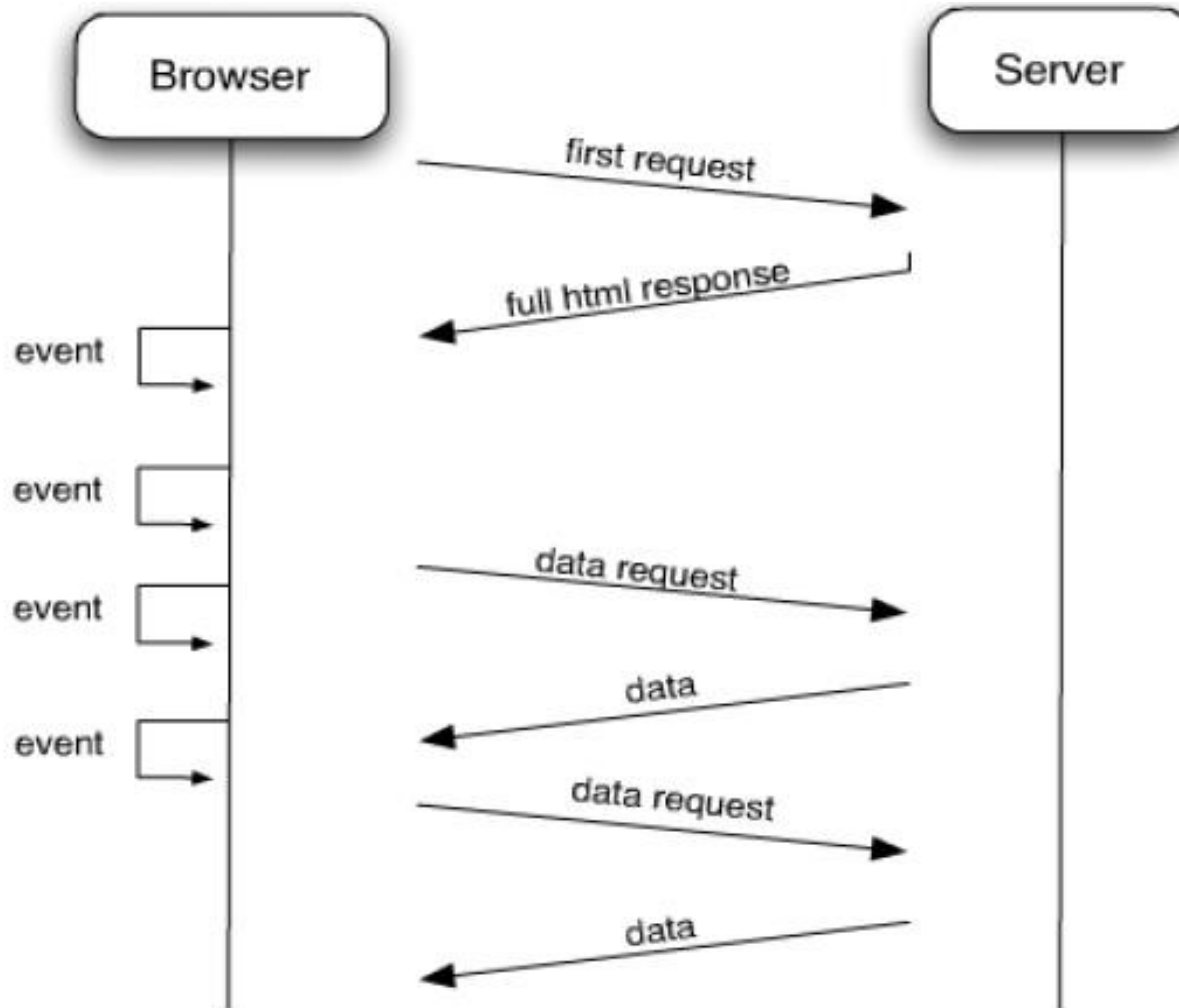 Browser
Server
first request
full html response
event
event
data request
event
data
event
data request
data